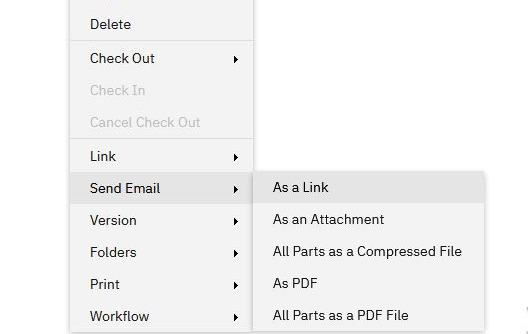 Delete
Check Out
Check In
Cancel Check Out
Link
Send Email
As a Link
Version
As an Attachment
Folders
All Parts as a Compressed File
Print
As PDF
Workflow
All Parts as a PDF File